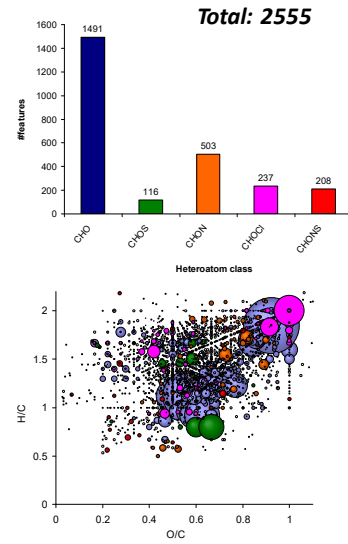 Total: 2555
1600
1400
1200
1000
800
600
400
200
0
#features
1491
116
503
237
208
CHO
CHOS
CHON
CHOCl
CHONS
Heteroatom class
2
1.5
1
0.5
0
H/C
0 0.2 0.4 0.6 0.8 1
O/C